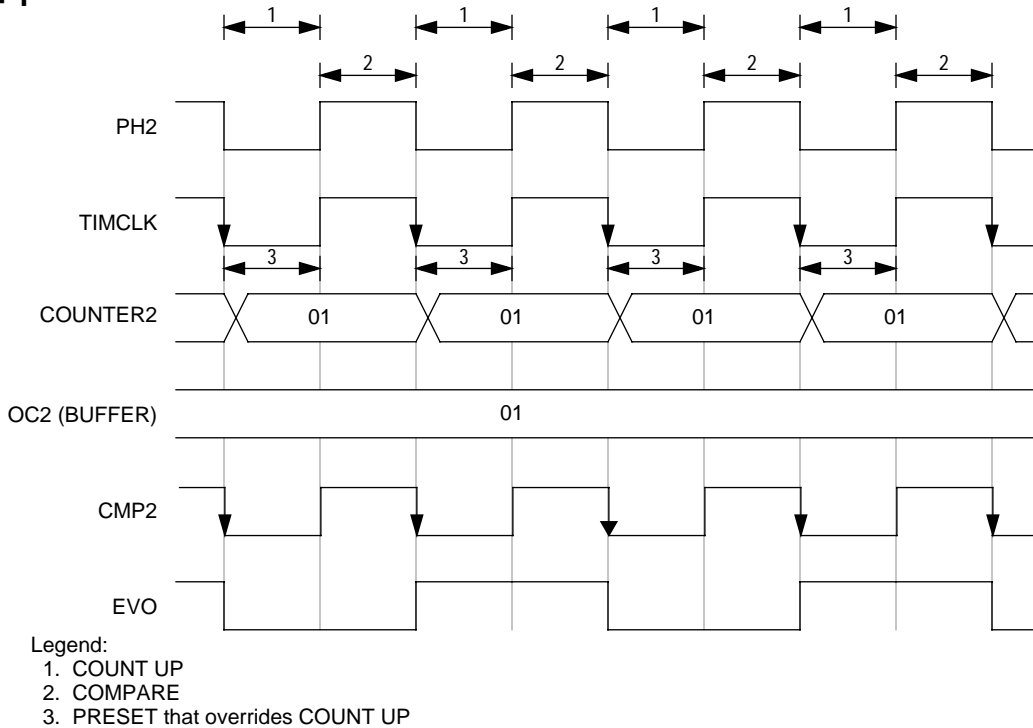 1 1 1 1
2 2 2 2
PH2
TIMCLK
3 3 3 3
COUNTER2 01 01 01 01
OC2 (BUFFER) 01
CMP2
EVO
Legend:
1. COUNT UP
2. COMPARE
3. PRESET that overrides COUNT UP